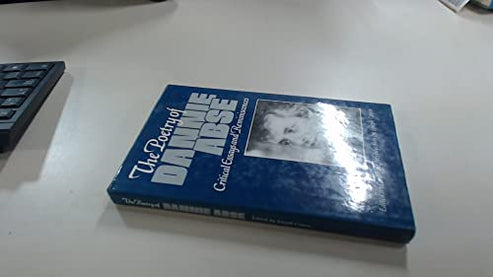 The Poetry of
DANNIE
ABSE
Critical Essays and Reminiscences
The Poetry of DANNIE ABSE